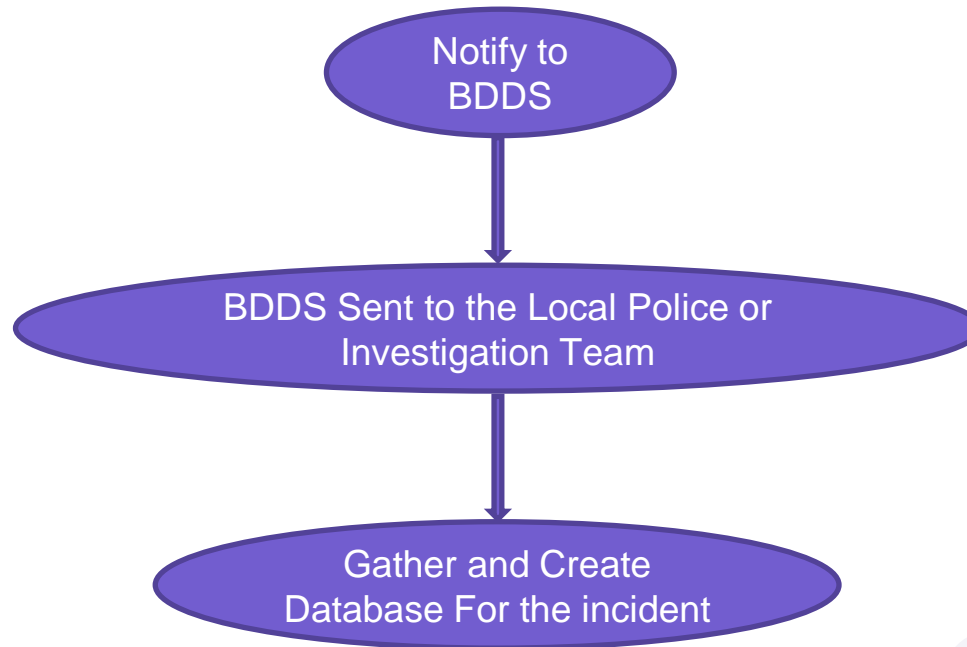 Notify to
BDDS
BDDS Sent to the Local Police or
Investigation Team
Gather and Create
Database For the incident